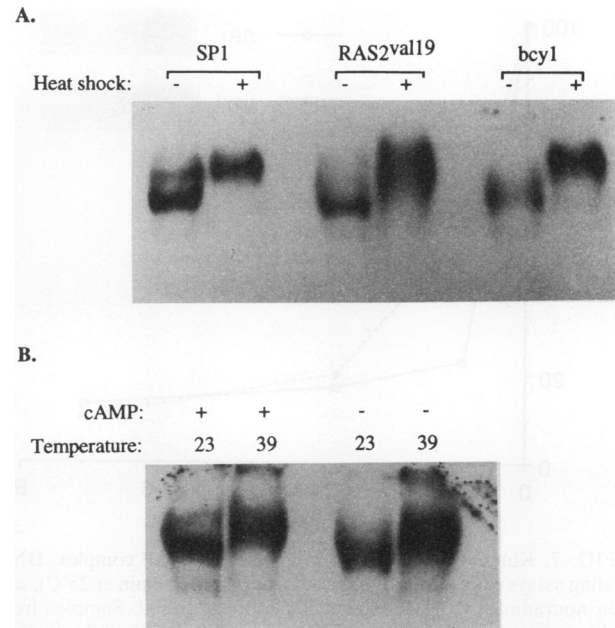 A.
SP1 RAS2val19 bcy1
Heat shock: - + - + - +
B.
cAMP: + + - -
Temperature: 23 39 23 39